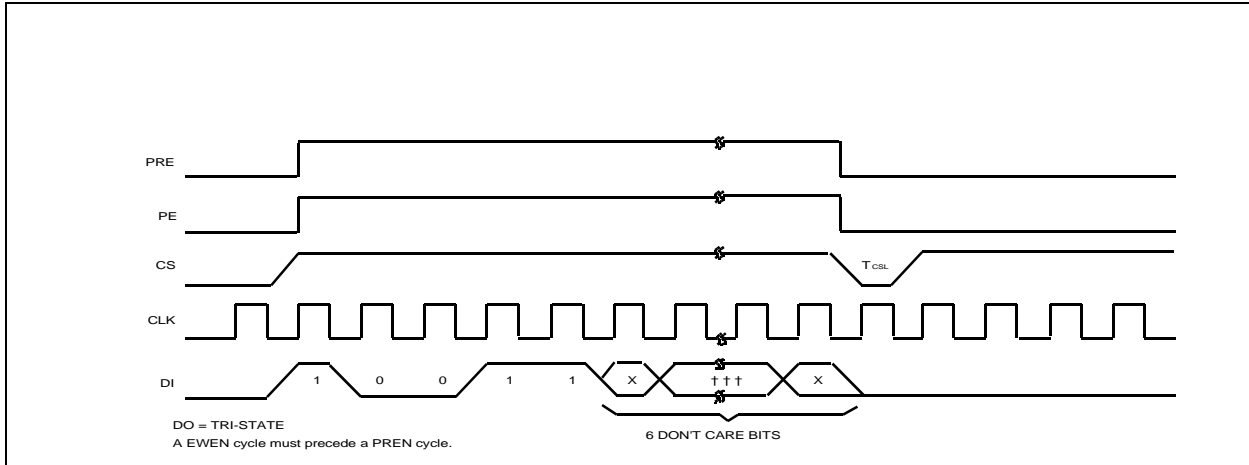 PRE
PE
CS
TCSL
CLK
DI
1 0 0 1 1 X † † † X
6 DON'T CARE BITS
DO = TRI-STATE
A EWEN cycle must precede a PREN cycle.